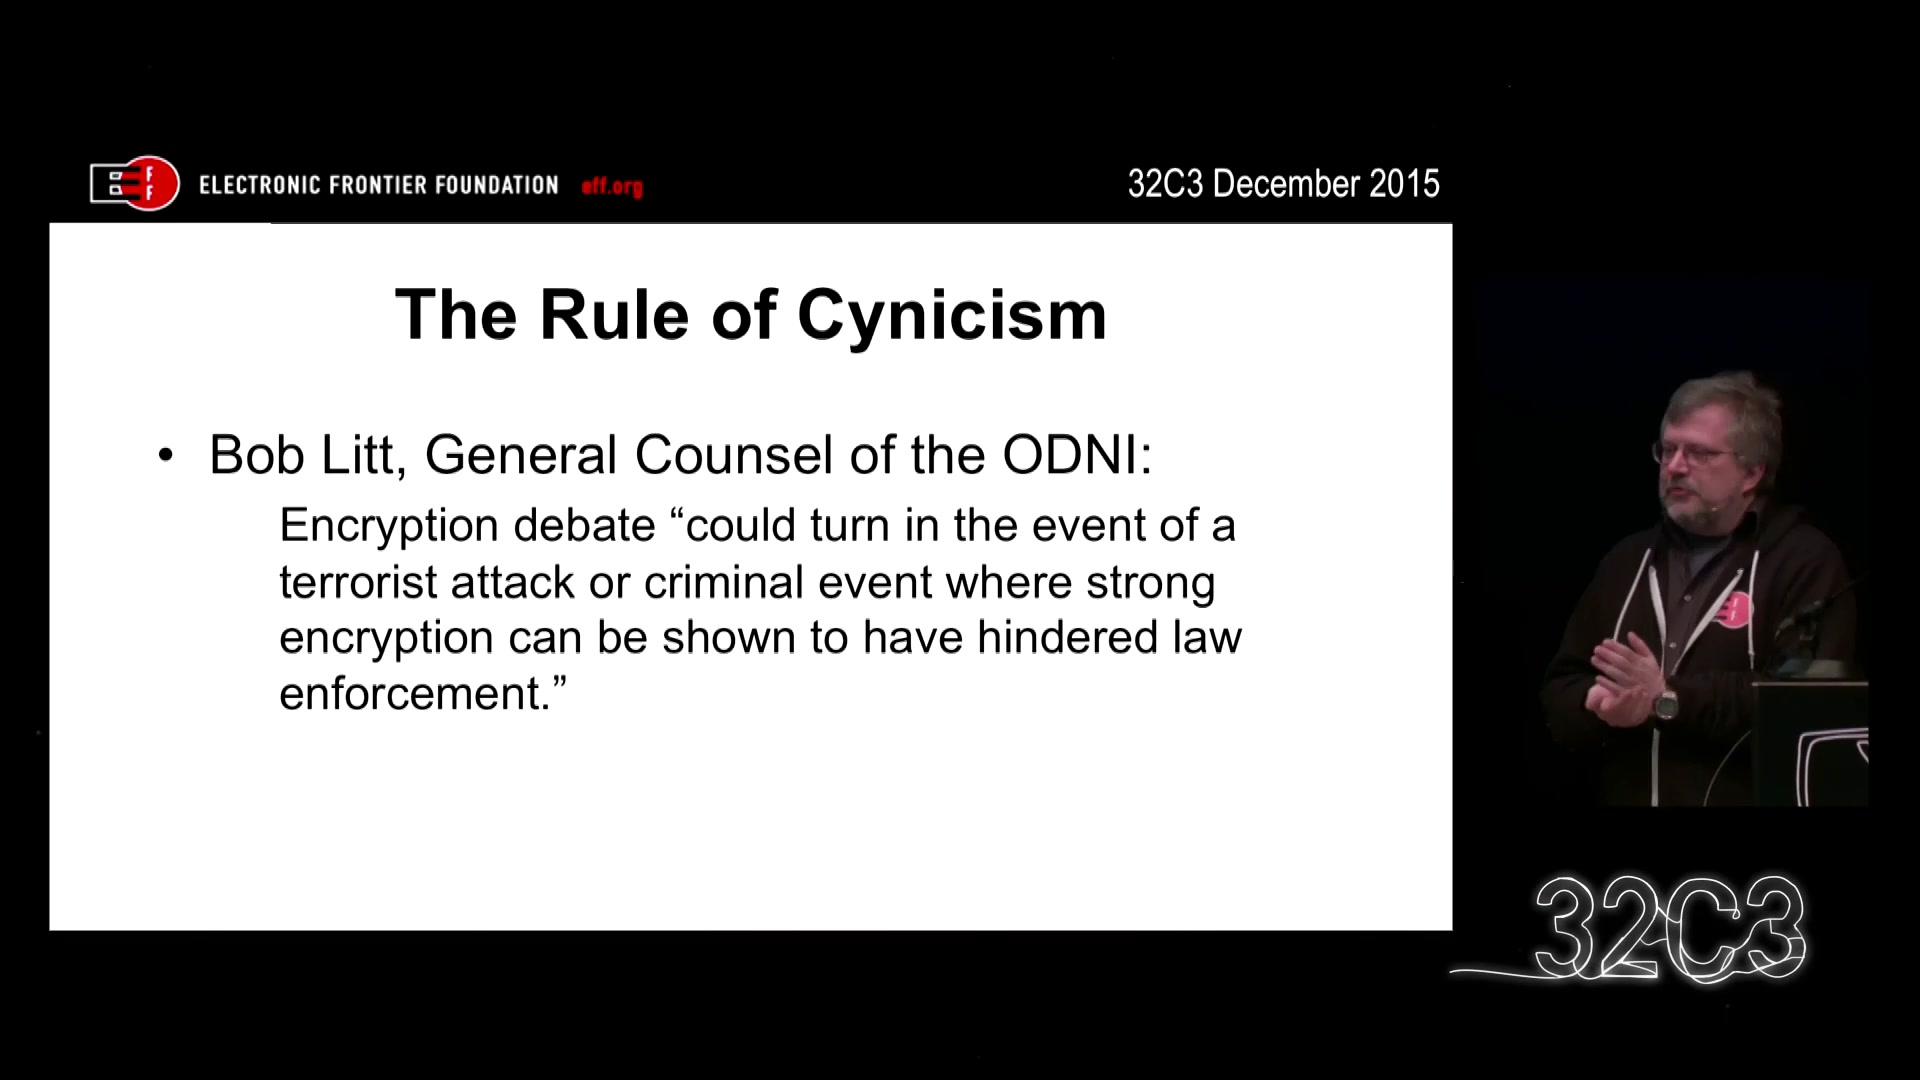 EFF ELECTRONIC FRONTIER FOUNDATION eff.org
32C3 December 2015
The Rule of Cynicism
• Bob Litt, General Counsel of the ODNI:
Encryption debate “could turn in the event of a
terrorist attack or criminal event where strong
encryption can be shown to have hindered law
enforcement.”
32C3